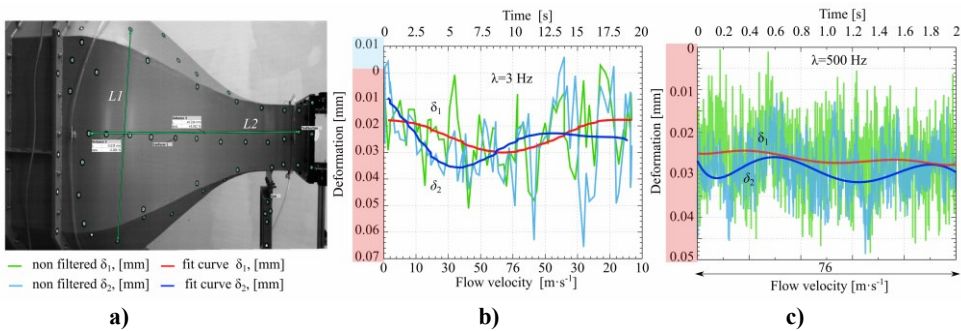 L1
L2
non filtered δ1, [mm]
fit curve δ1, [mm]
non filtered δ2, [mm]
fit curve δ2, [mm]
a)
Time [s]
0 2.5 5 7.5 10 12.5 15 17.5 20
0.01
0
0.01
0.02
0.03
0.04
0.05
0.06
0.07
Deformation [mm]
λ=3 Hz
δ1
δ2
0 10 30 50 50 76 50 30 20 10
Flow velocity [m·s-1]
b)
Time [s]
0 0.2 0.4 0.6 0.8 1 1.2 1.4 1.6 1.8 2
0
0.01
0.02
0.03
0.04
0.05
Deformation [mm]
λ=500 Hz
δ1
δ2
76
Flow velocity [m·s-1]
c)